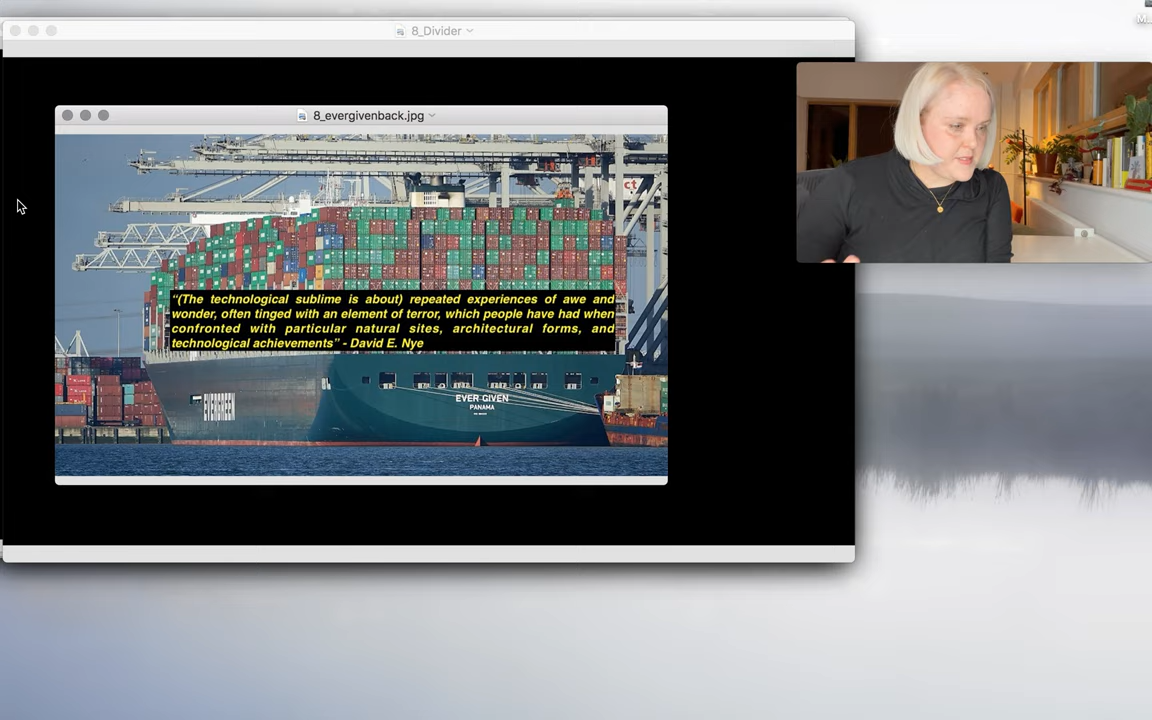 8_Divider
M...
8_evergivenback.jpg
ct
"(The technological sublime is about) repeated experiences of awe and
wonder, often tinged with an element of terror, which people have had when
confronted with particular natural sites, architectural forms, and
technological achievements" - David E. Nye
EVER GIVEN
PANAMA